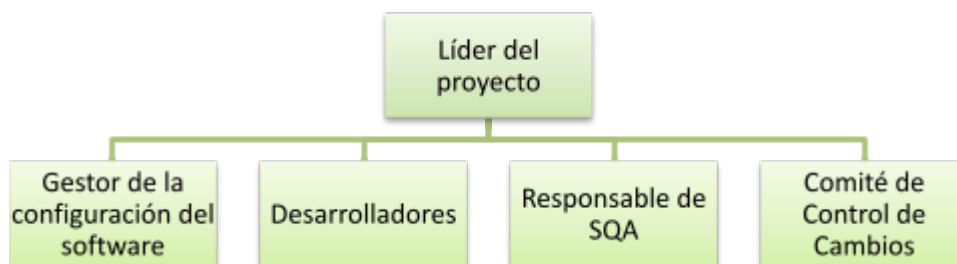 Líder del
proyecto
Gestor de la
configuración del
software
Desarrolladores
Responsable de
SQA
Comité de
Control de
Cambios